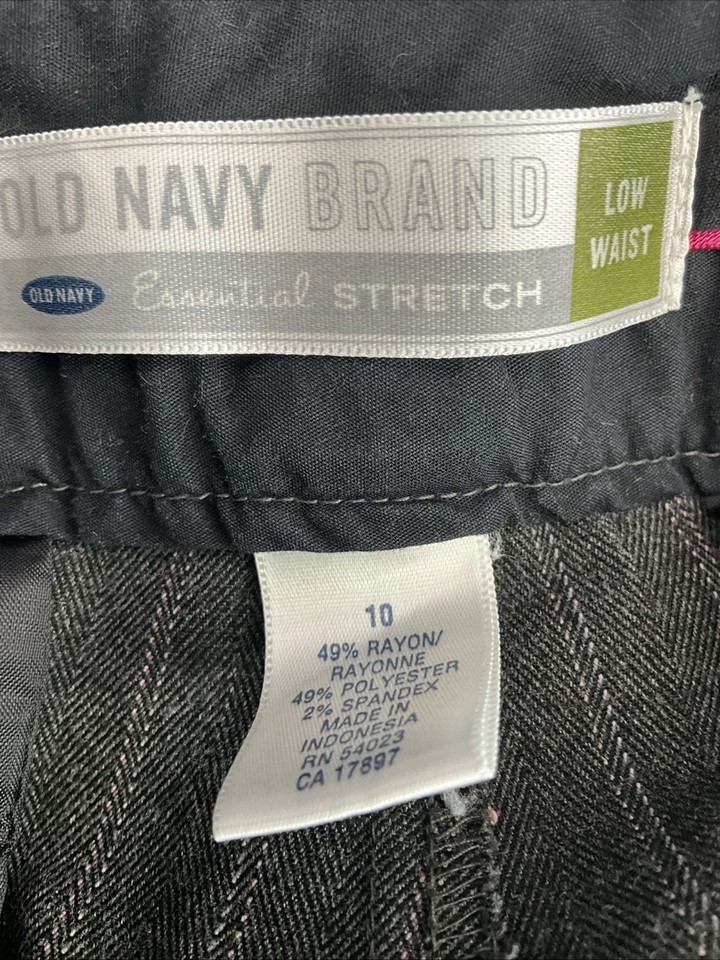 OLD NAVY BRAND
OLD NAVY Essential STRETCH
LOW
WAIST
10
49% RAYON/
RAYONNE
49% POLYESTER
2% SPANDEX
MADE IN
INDONESIA
RN 54023
CA 17897